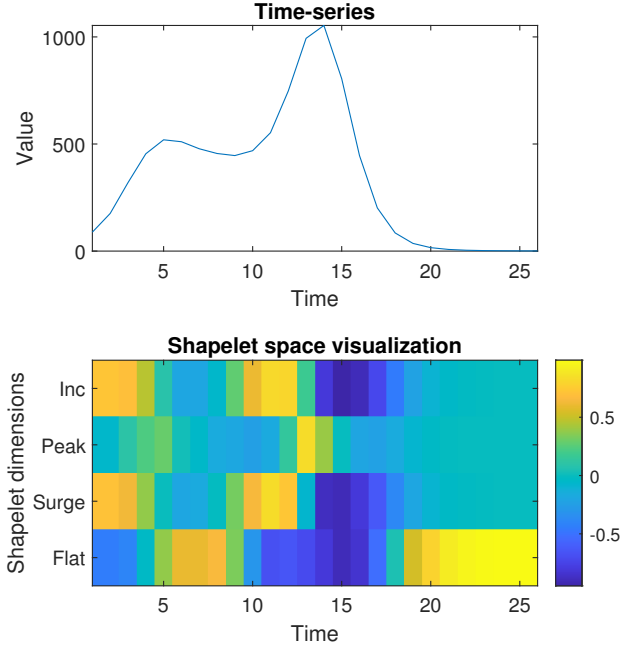 Time-series
1000
500
0
Value
5 10 15 20 25
Time
Shapelet space visualization
Shapelet dimensions
Inc
Peak
Surge
Flat
5 10 15 20 25
Time
0.5
0
-0.5